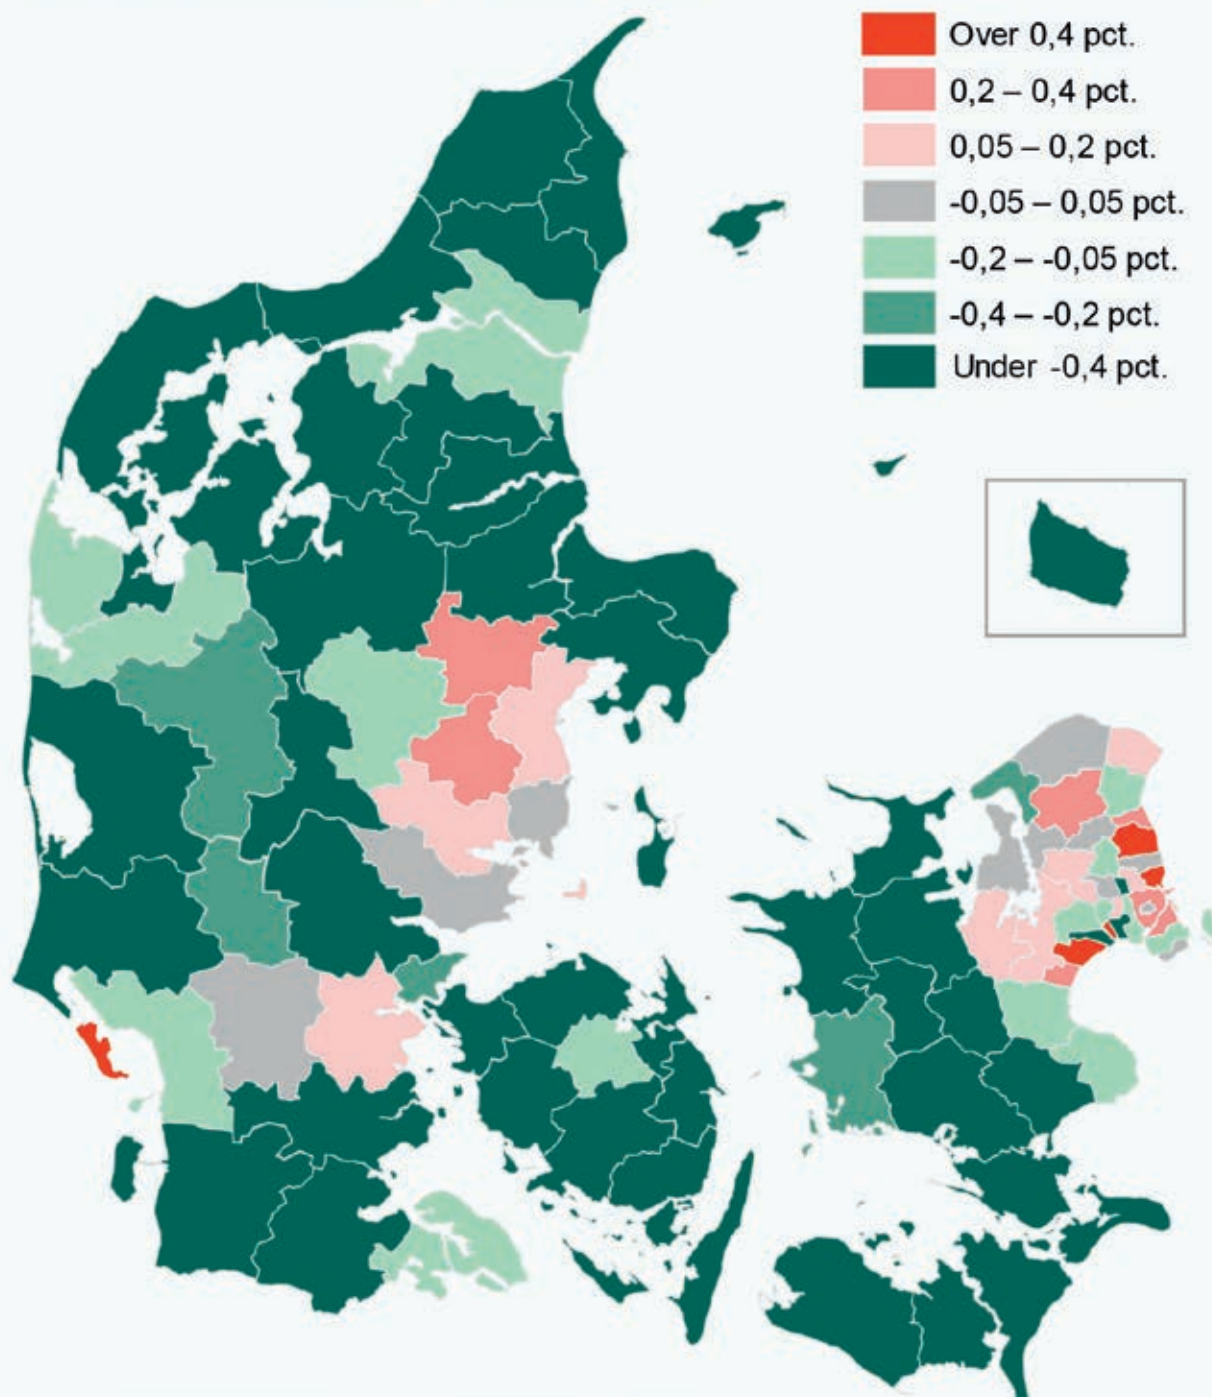 Over 0,4 pct.
0,2 – 0,4 pct.
0,05 – 0,2 pct.
-0,05 – 0,05 pct.
-0,2 – -0,05 pct.
-0,4 – -0,2 pct.
Under -0,4 pct.